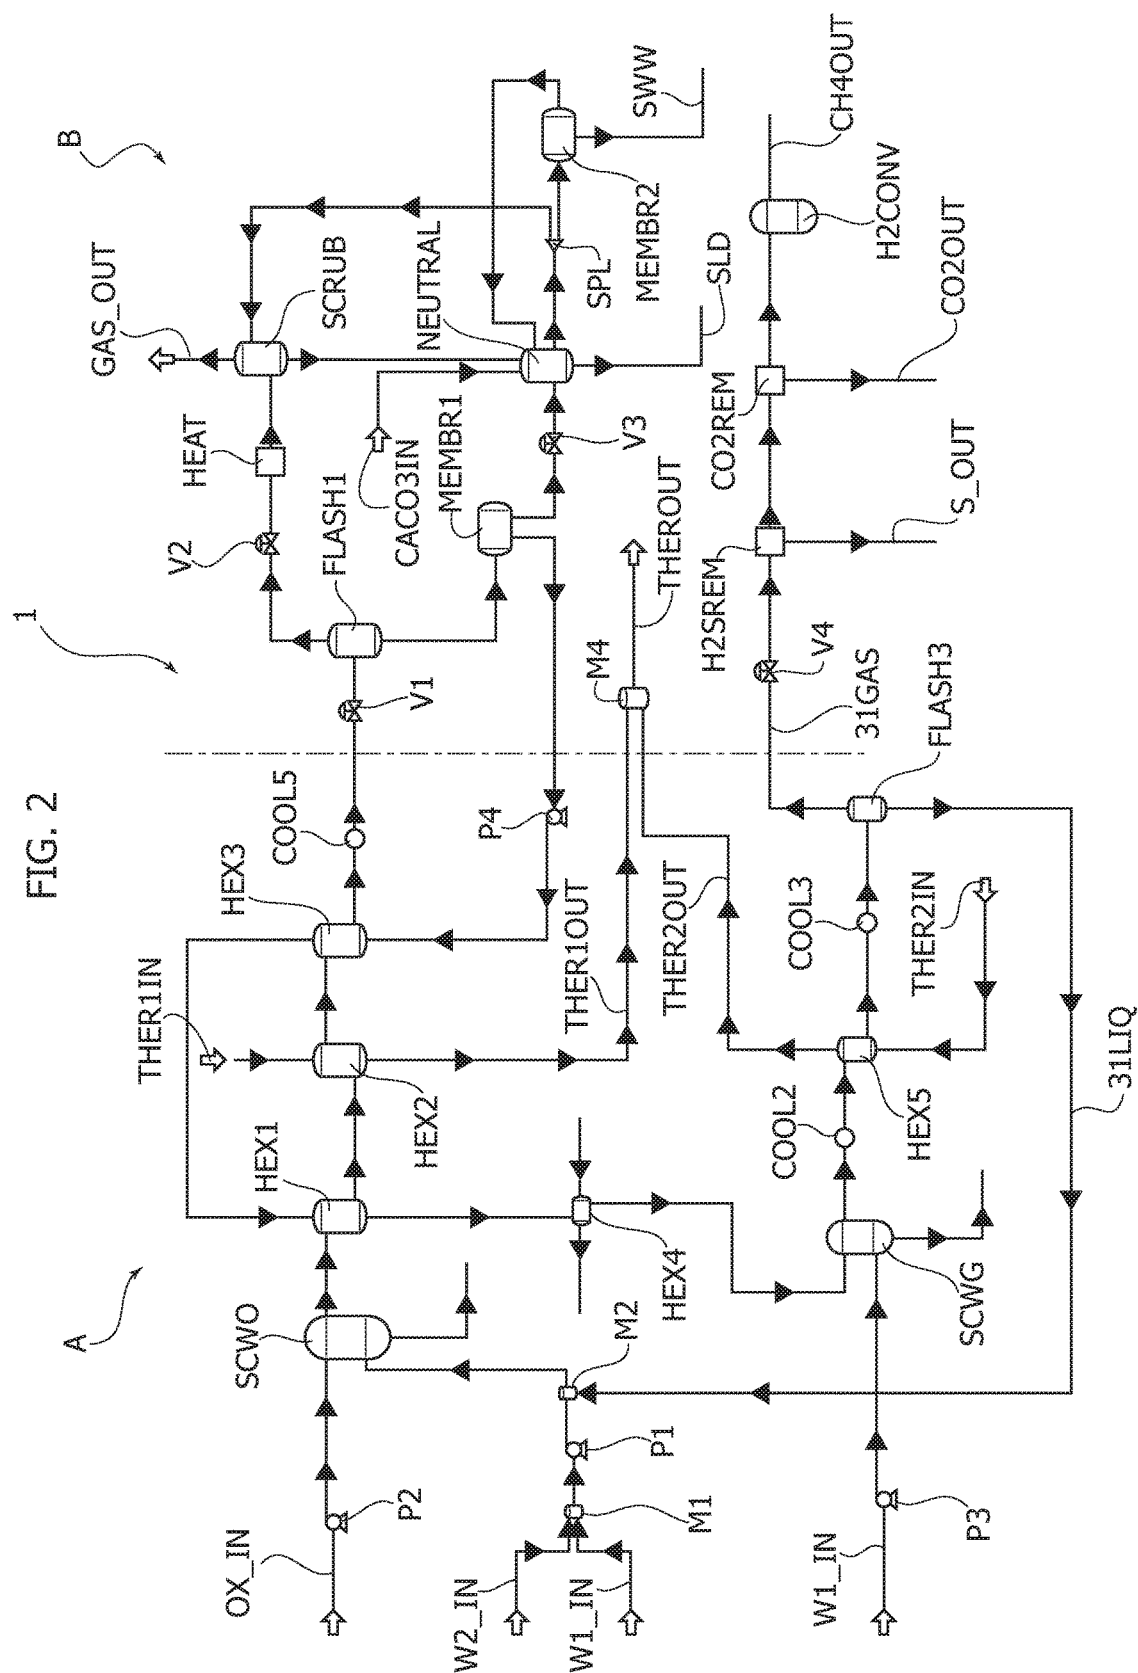 FIG. 2
A
1
B
OX_IN
P2
SCWO
HEX1
THER1IN
HEX2
HEX3
COOL5
V1
FLASH1
V2
HEAT
GAS_OUT
SCRUB
CACO3IN
MEMBR1
V3
NEUTRAL
SPL
MEMBR2
SWW
SLD
W2_IN
W1_IN
M1
P1
M2
HEX4
P4
THER1OUT
THER2OUT
M4
THEROUT
W1_IN
P3
SCWG
COOL2
HEX5
COOL3
THER2IN
FLASH3
31GAS
V4
H2SREM
S_OUT
CO2REM
CO2OUT
H2CONV
CH4OUT
31LIQ